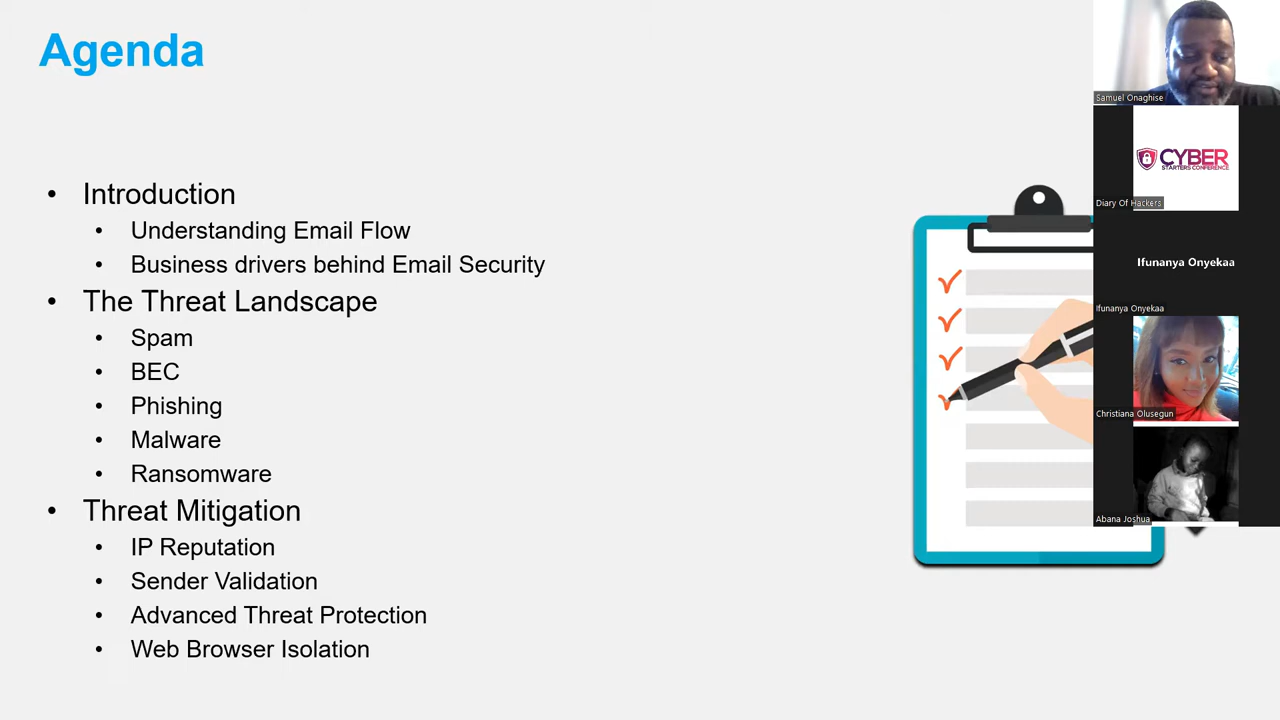 Agenda
Introduction
Understanding Email Flow
Business drivers behind Email Security
The Threat Landscape
Spam
BEC
Phishing
Malware
Ransomware
Threat Mitigation
IP Reputation
Sender Validation
Advanced Threat Protection
Web Browser Isolation
Samuel Onaghise
CYBER
STARTERS CONFERENCE
Diary Of Hackers
Ifunanya Onyekaa
Ifunanya Onyekaa
Christiana Olusegun
Abana Joshua